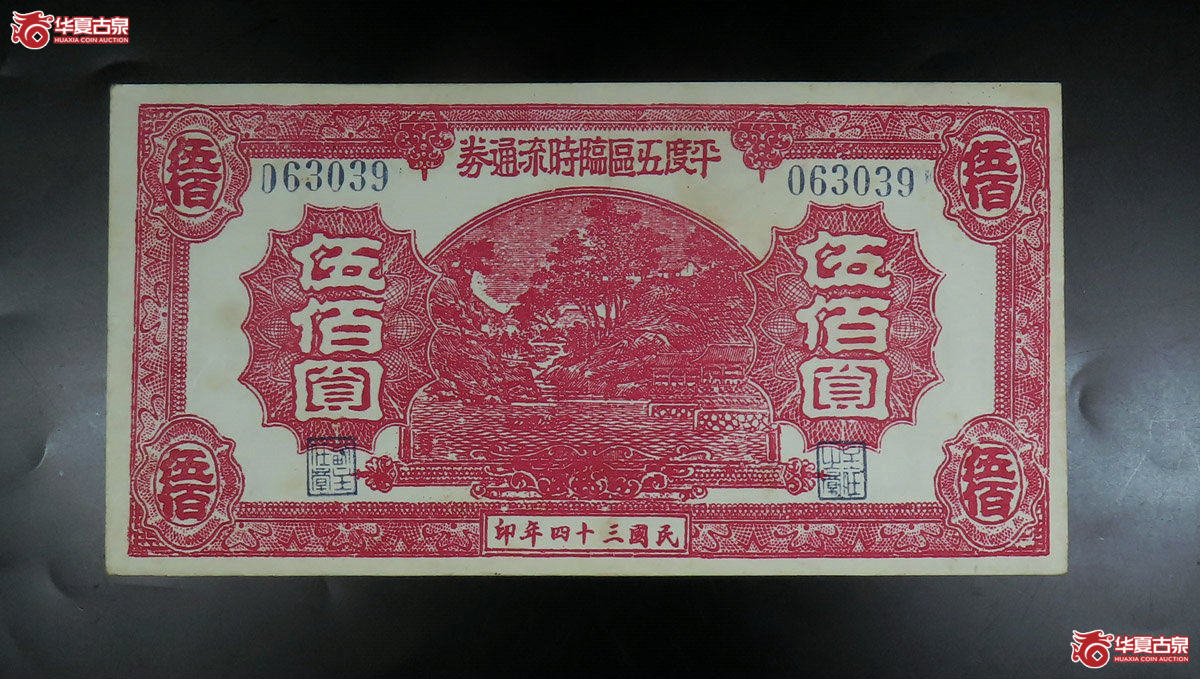 华夏古泉
HUAXIA COIN AUCTION
平度五區臨時流通券
伍佰
伍佰
063039
063039
伍佰圓
伍佰圓
伍佰
伍佰
民國三十四年印
华夏古泉
HUAXIA COIN AUCTION